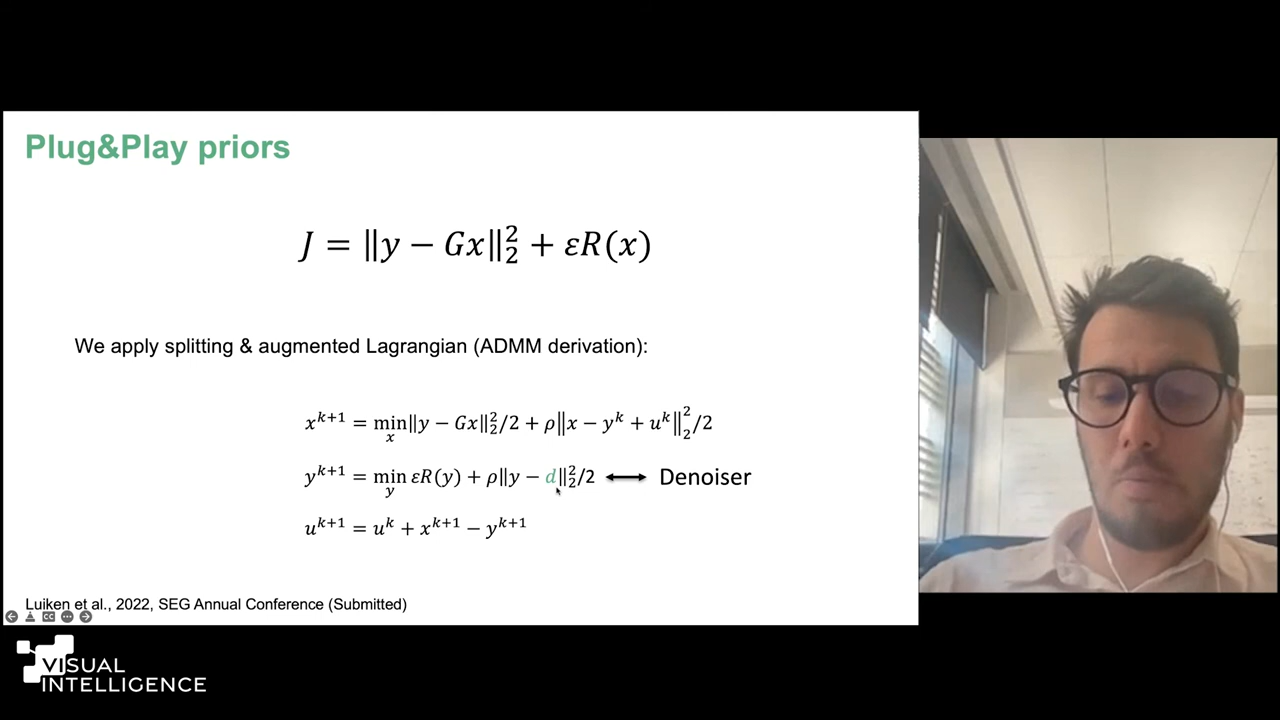 Plug&Play priors
J = ‖y − Gx‖₂² + εR(x)
We apply splitting & augmented Lagrangian (ADMM derivation):
xᵏ⁺¹ = min ‖y − Gx‖₂²/2 + ρ‖x − yᵏ + uᵏ‖₂²/2
x
yᵏ⁺¹ = min εR(y) + ρ‖y − d‖₂²/2 ⟷ Denoiser
y
uᵏ⁺¹ = uᵏ + xᵏ⁺¹ − yᵏ⁺¹
Luiken et al., 2022, SEG Annual Conference (Submitted)
CC
VISUAL
INTELLIGENCE